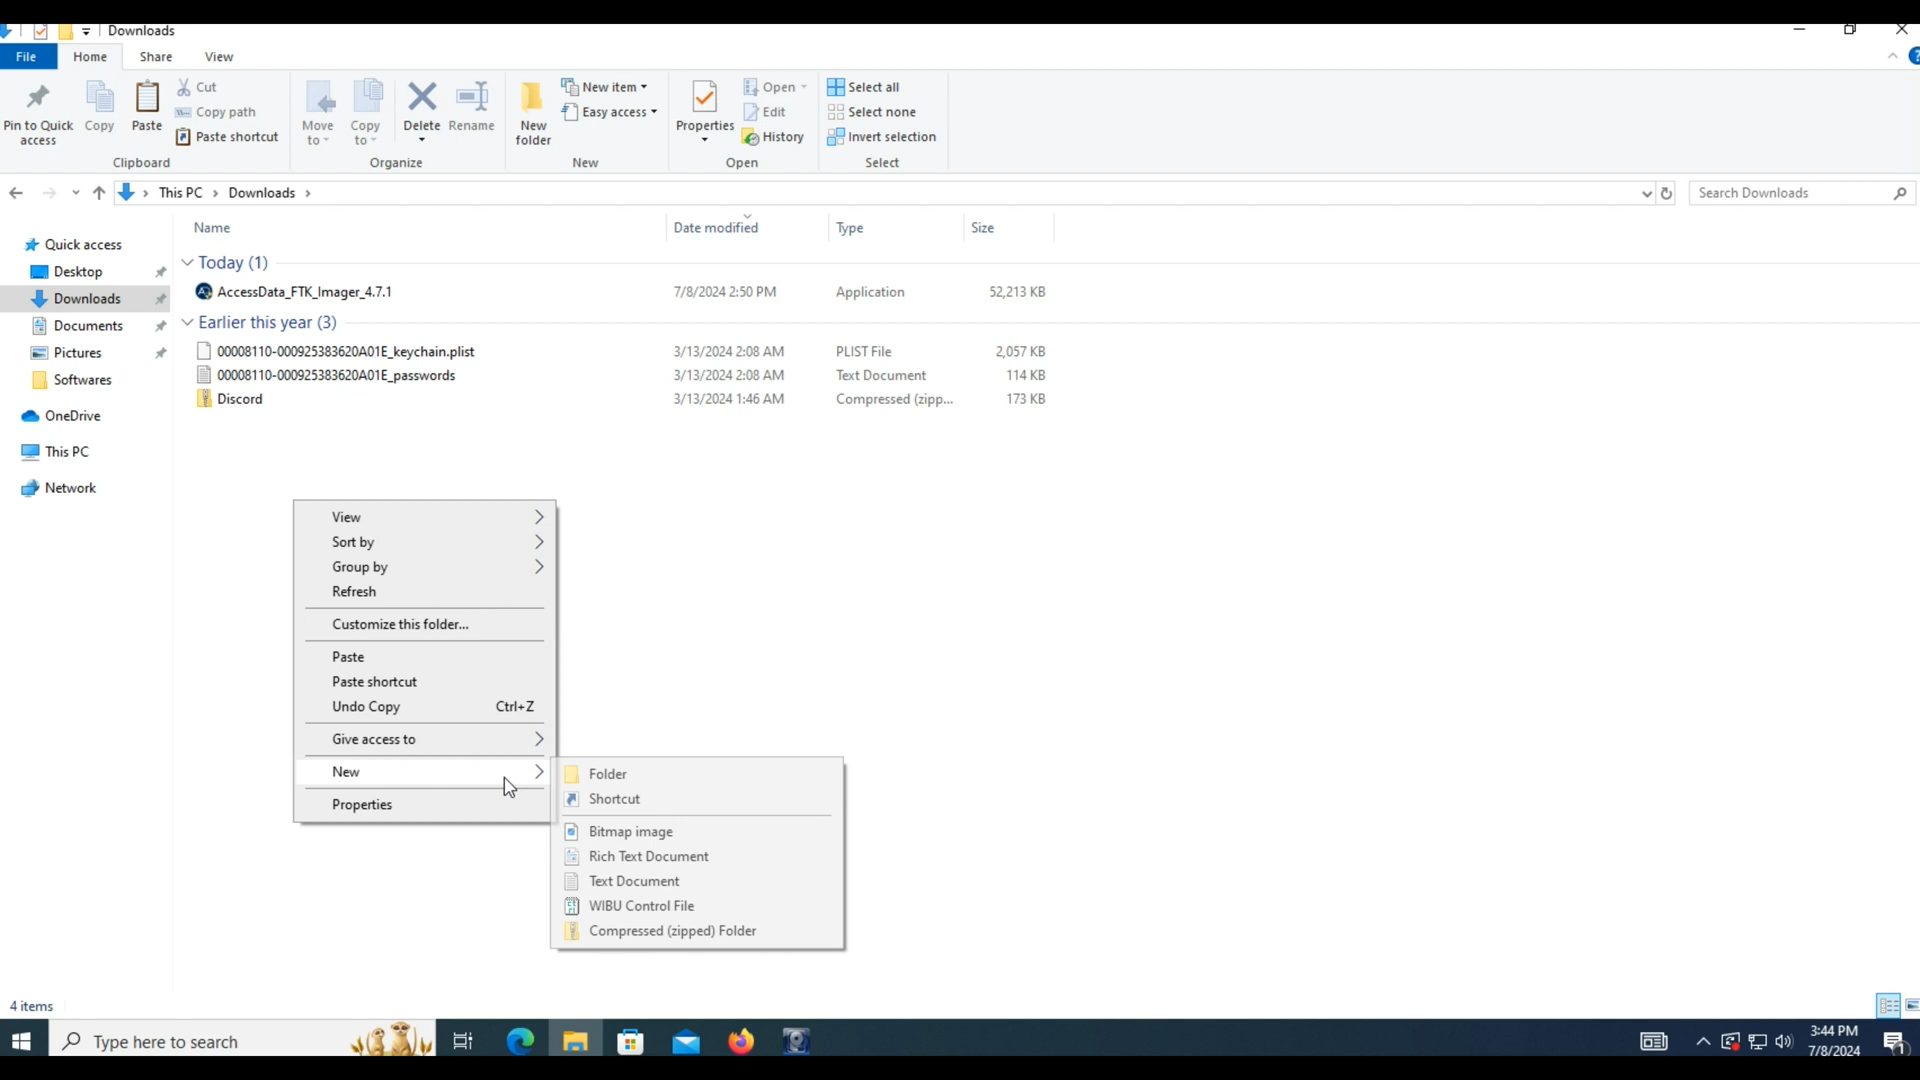 Downloads
File Home Share View
Pin to Quick access
Copy
Paste
Cut
Copy path
Paste shortcut
Clipboard
Move to
Copy to
Delete
Rename
Organize
New folder
New item
Easy access
New
Properties
Open
Edit
History
Open
Select all
Select none
Invert selection
Select
This PC > Downloads >
Search Downloads
Name Date modified Type Size
Quick access
Desktop
Downloads
Documents
Pictures
Softwares
OneDrive
This PC
Network
Today (1)
AccessData_FTK_Imager_4.7.1 7/8/2024 2:50 PM Application 52,213 KB
Earlier this year (3)
00008110-000925383620A01E_keychain.plist 3/13/2024 2:08 AM PLIST File 2,057 KB
00008110-000925383620A01E_passwords 3/13/2024 2:08 AM Text Document 114 KB
Discord 3/13/2024 1:46 AM Compressed (zipp... 173 KB
View
Sort by
Group by
Refresh
Customize this folder...
Paste
Paste shortcut
Undo Copy Ctrl+Z
Give access to
New
Properties
Folder
Shortcut
Bitmap image
Rich Text Document
Text Document
WIBU Control File
Compressed (zipped) Folder
4 items
Type here to search
3:44 PM
7/8/2024
1